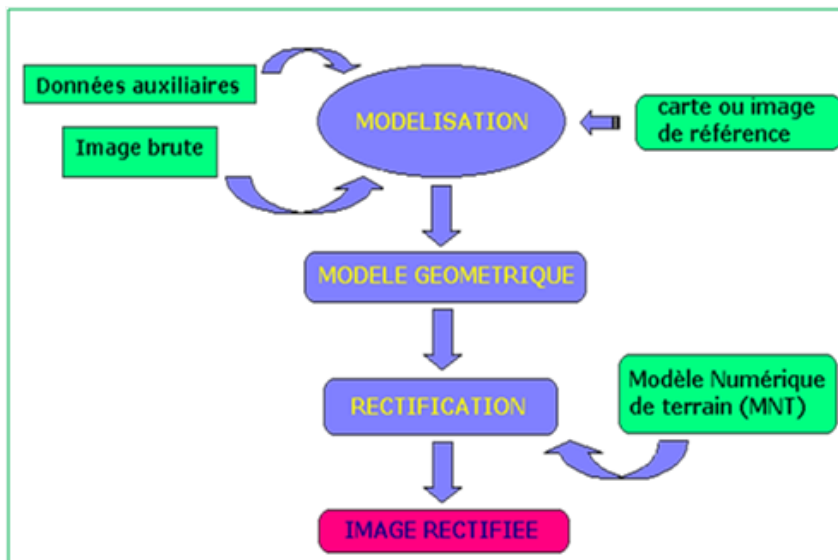 Données auxiliaires
Image brute
MODELISATION
carte ou image
de référence
MODELE GEOMETRIQUE
RECTIFICATION
Modèle Numérique
de terrain (MNT)
IMAGE RECTIFIEE